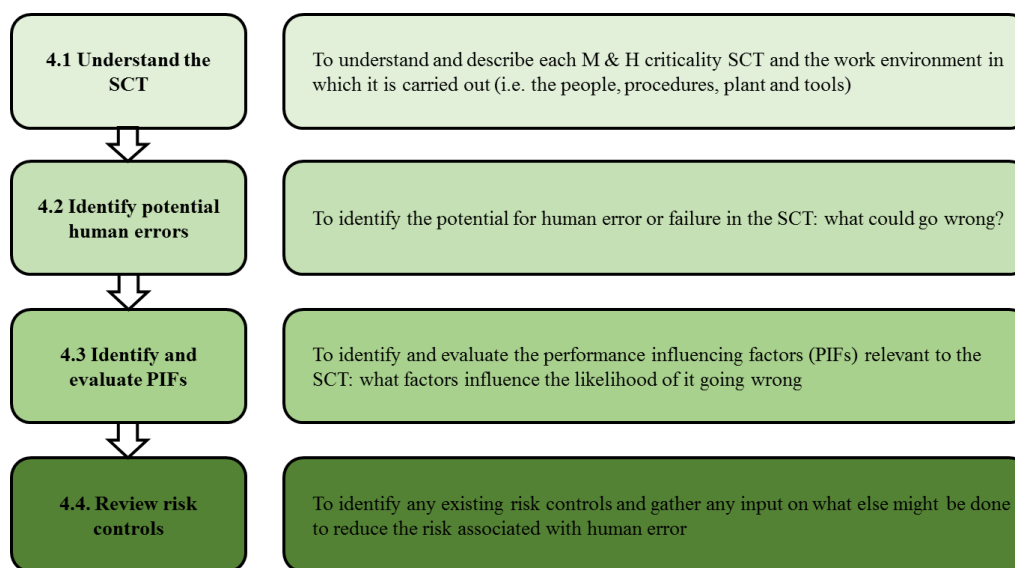 4.1 Understand the
SCT
To understand and describe each M & H criticality SCT and the work environment in
which it is carried out (i.e. the people, procedures, plant and tools)
4.2 Identify potential
human errors
To identify the potential for human error or failure in the SCT: what could go wrong?
4.3 Identify and
evaluate PIFs
To identify and evaluate the performance influencing factors (PIFs) relevant to the
SCT: what factors influence the likelihood of it going wrong
4.4. Review risk
controls
To identify any existing risk controls and gather any input on what else might be done
to reduce the risk associated with human error